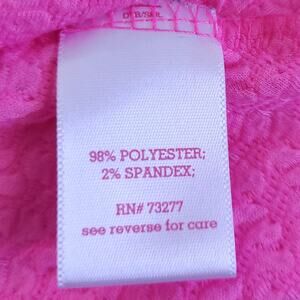 98% POLYESTER;
2% SPANDEX;
RN# 73277
see reverse for care